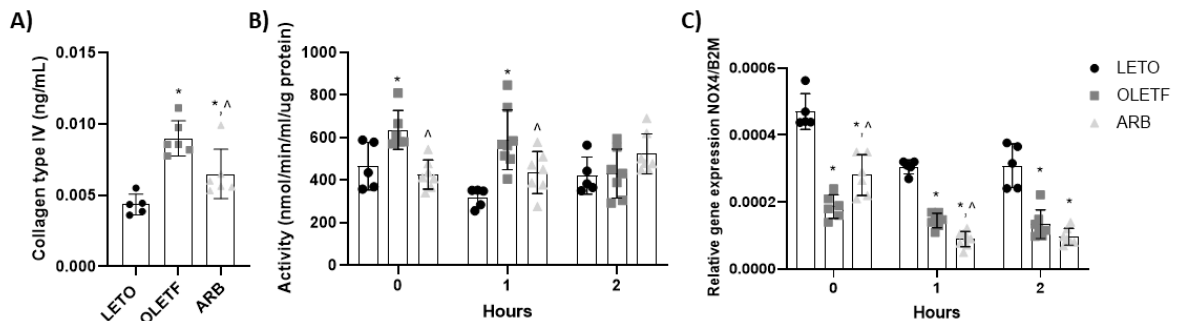 A)
Collagen type IV (ng/mL)
0.015
0.010
0.005
0.000
*
*,^
LETO
OLETF
ARB
B)
Activity (nmol/min/ml/ug protein)
1000
800
600
400
200
0
*
^
*
^
0
1
2
Hours
C)
Relative gene expression NOX4/B2M
0.0006
0.0004
0.0002
0.0000
*
*,^
*
*,^
*
*
0
1
2
Hours
LETO
OLETF
ARB